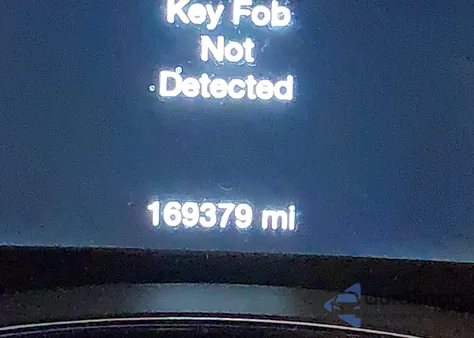 Key Fob
Not
Detected
169379 mi